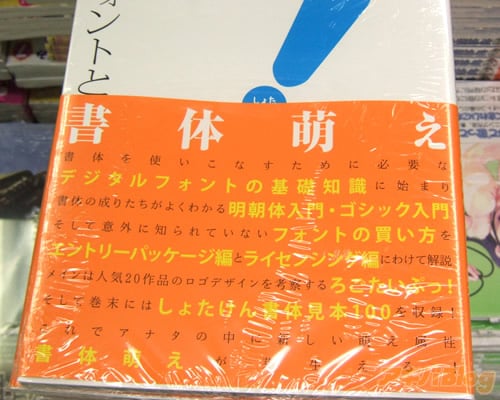 ォントと
しょた
書体萌え
書体を使いこなすために必要な
デジタルフォントの基礎知識に始まり
書体の成りたちがよくわかる明朝体入門・ゴシック入門
そして意外に知られていないフォントの買い方を
エントリーパッケージ編とライセンシング編にわけて解説
メインは人気20作品のロゴデザインを考察するろごたいぷっ!
そして巻末にはしょたけん書体見本100を収録!
これでアナタの中に新しい萌え属性
書体萌えが芽生える!